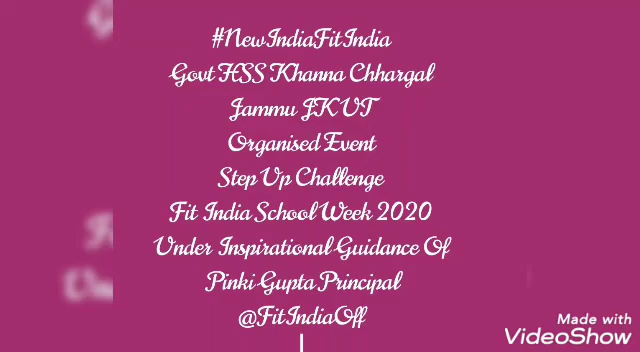 #NewIndiaFitIndia
Govt HSS Khanna Chhargal
Jammu JKUT
Organised Event
Step Up Challenge
Fit India School Week 2020
Under Inspirational Guidance Of
Pinki Gupta Principal
@FitIndiaOff
Made with
VideoShow